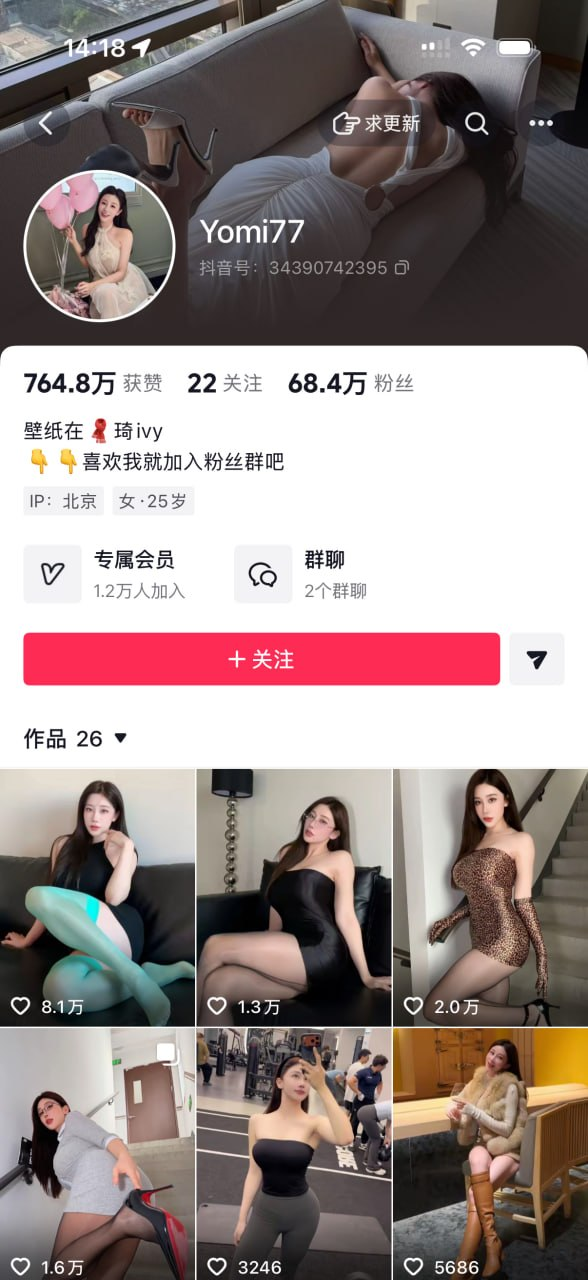 14:18
求更新
Yomi77
抖音号：34390742395
764.8万 获赞 22 关注 68.4万 粉丝
壁纸在🧣琦ivy
👇👇喜欢我就加入粉丝群吧
IP：北京 女·25岁
专属会员 群聊
1.2万人加入 2个群聊
+ 关注
作品 26
8.1万 1.3万 2.0万
CORE
1.6万 3246 5686